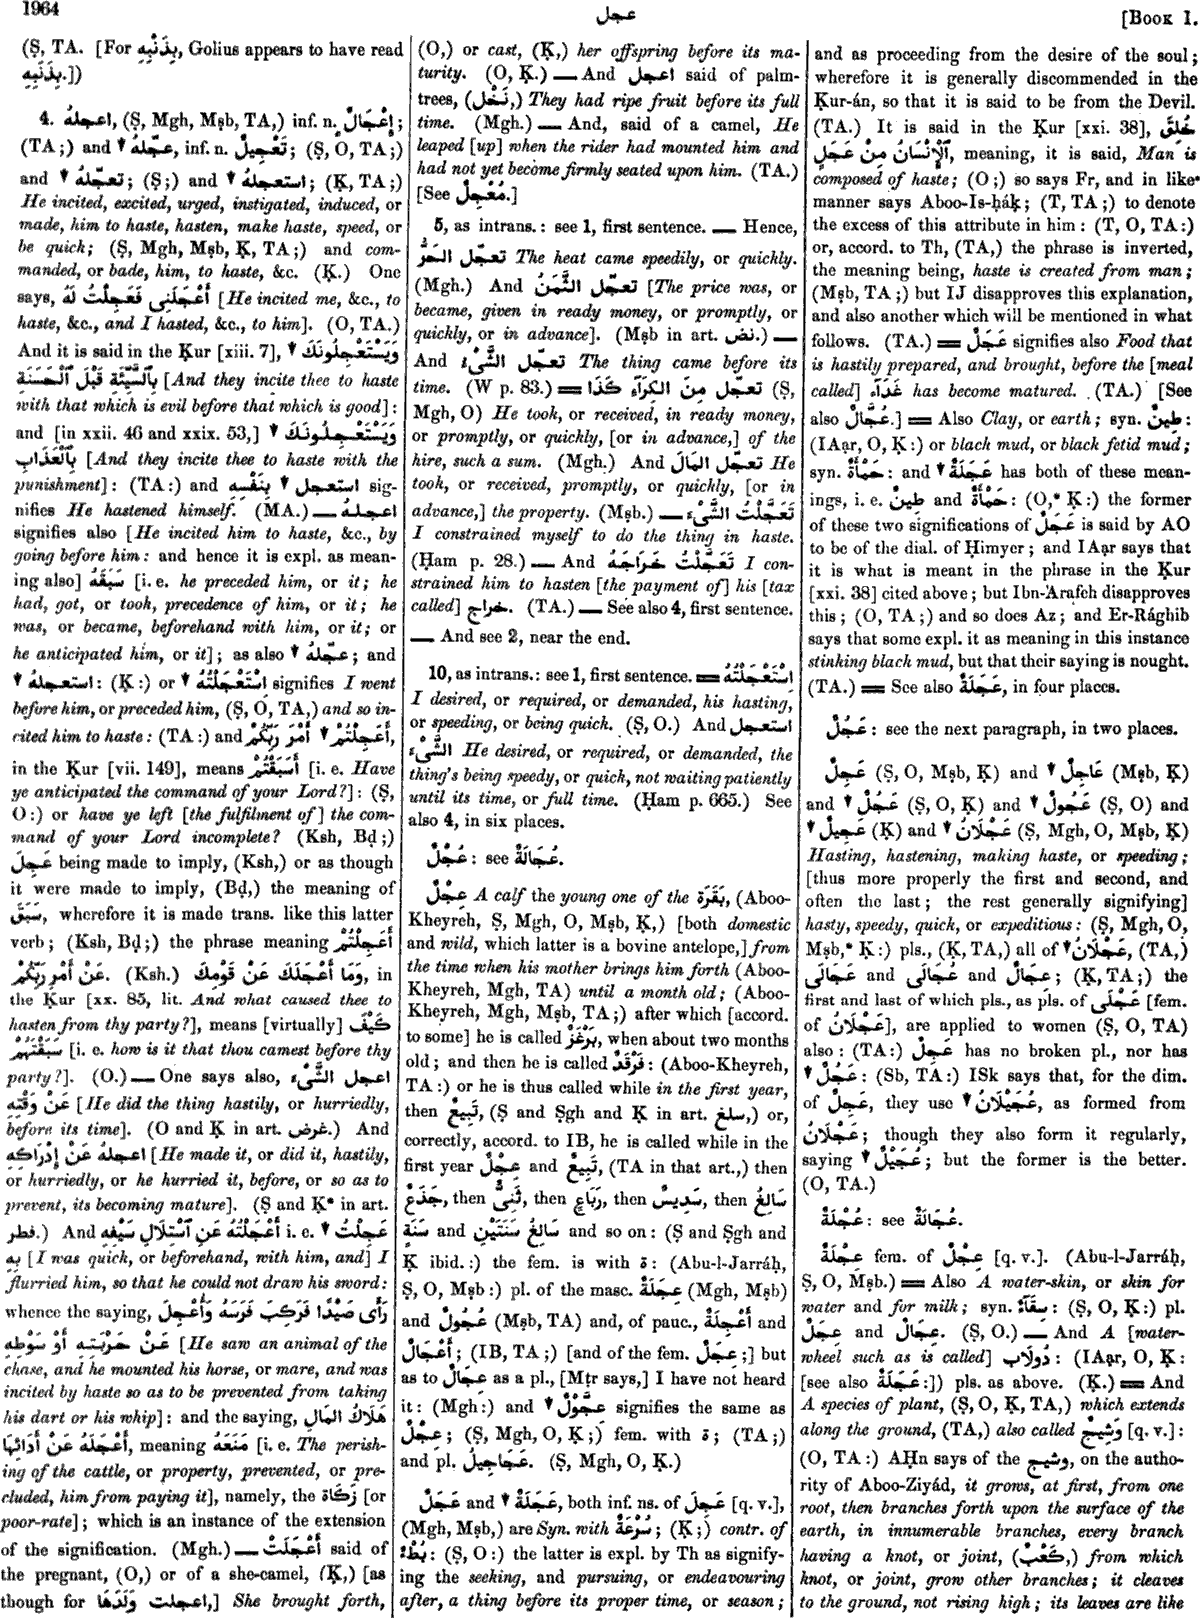 1964
عجل
[Book I.
(Ṣ, TA. [For بِذَنْبِهِ, Golius appears to have read
بِذَنَبِهِ.])
4. اعجلهُ, (Ṣ, Mgh, Mṣb, TA,) inf. n. إِعْجَالٌ;
(TA;) and ▾ عجّلهُ, inf. n. تَعْجِيلٌ; (Ṣ, O, TA;)
and ▾ تعجّلهُ; (Ṣ;) and ▾ استعجلهُ; (Ḳ, TA;)
He incited, excited, urged, instigated, induced, or
made, him to haste, hasten, make haste, speed, or
be quick; (Ṣ, Mgh, Mṣb, Ḳ, TA;) and com-
manded, or bade, him, to haste, &c. (Ḳ.) One
says, أَعْجَلَنِى فَعَجِلْتُ لَهُ [He incited me, &c., to
haste, &c., and I hasted, &c., to him]. (O, TA.)
And it is said in the Ḳur [xiii. 7], ▾ وَيَسْتَعْجِلُونَكَ
بِٱلسَّيِّئَةِ قَبْلَ ٱلْحَسَنَةِ [And they incite thee to haste
with that which is evil before that which is good]:
and [in xxii. 46 and xxix. 53,] ▾ وَيَسْتَعْجِلُونَكَ
بِٱلْعَذَابِ [And they incite thee to haste with the
punishment]: (TA:) and استعجل ▾ بِنَفْسِهِ sig-
nifies He hastened himself. (MA.) — اعجلهُ
signifies also [He incited him to haste, &c., by
going before him: and hence it is expl. as mean-
ing also] سَبَقَهُ [i. e. he preceded him, or it; he
had, got, or took, precedence of him, or it; he
was, or became, beforehand with him, or it; or
he anticipated him, or it]; as also ▾ عجّلهُ; and
▾ استعجلهُ: (Ḳ:) or ▾ اسْتَعْجَلْتُهُ signifies I went
before him, or preceded him, (Ṣ, O, TA,) and so in-
cited him to haste: (TA:) and أَعَجِلْتُمْ ▾ أَمْرَ رَبِّكُمْ,
in the Ḳur [vii. 149], means أَسَبَقْتُمْ [i. e. Have
ye anticipated the command of your Lord?]: (Ṣ,
O:) or have ye left [the fulfilment of] the com-
mand of your Lord incomplete? (Ksh, Bḍ;)
عَجِلَ being made to imply, (Ksh,) or as though
it were made to imply, (Bḍ,) the meaning of
سَبَقَ, wherefore it is made trans. like this latter
verb; (Ksh, Bḍ;) the phrase meaning أَعَجِلْتُمْ
عَنْ أَمْرِ رَبِّكُمْ. (Ksh.) وَمَا أَعْجَلَكَ عَنْ قَوْمِكَ, in
the Ḳur [xx. 85, lit. And what caused thee to
hasten from thy party?], means [virtually] كَيْفَ
سَبَقْتَهُمْ [i. e. how is it that thou camest before thy
party?]. (O.) — One says also, اعجل الشَّىْءَ
عَنْ وَقْتِهِ [He did the thing hastily, or hurriedly,
before its time]. (O and Ḳ in art. غرض.) And
اعجلهُ عَنْ إِدْرَاكِهِ [He made it, or did it, hastily,
or hurriedly, or he hurried it, before, or so as to
prevent, its becoming mature]. (Ṣ and Ḳ* in art.
فطر.) And أَعْجَلْتُهُ عَنِ ٱسْتِلَالِ سَيْفِهِ i. e. ▾ عَجِلْتُ
بِهِ [I was quick, or beforehand, with him, and] I
flurried him, so that he could not draw his sword:
whence the saying, رَأَى صَيْدًا فَرَكِبَ فَرَسَهُ وَأُعْجِلَ
عَنْ حَرْبَتِهِ أَوْ سَوْطِهِ [He saw an animal of the
chase, and he mounted his horse, or mare, and was
incited by haste so as to be prevented from taking
his dart or his whip]: and the saying, هَلَاكُ المَالِ
أَعْجَلَهُ عَنْ أَدَائِهَا, meaning مَنَعَهُ [i. e. The perish-
ing of the cattle, or property, prevented, or pre-
cluded, him from paying it], namely, the زَكَاة [or
poor-rate]; which is an instance of the extension
of the signification. (Mgh.) — أَعْجَلَتْ said of
the pregnant, (O,) or of a she-camel, (Ḳ,) [as
though for اعجلت وَلَدَهَا,] She brought forth,
(O,) or cast, (Ḳ,) her offspring before its ma-
turity. (O, Ḳ.) — And اعجل said of palm-
trees, (نَخْل,) They had ripe fruit before its full
time. (Mgh.) — And, said of a camel, He
leaped [up] when the rider had mounted him and
had not yet become firmly seated upon him. (TA.)
[See مُعْجِلٌ.]
5, as intrans.: see 1, first sentence. — Hence,
تعجّل الحَرُّ The heat came speedily, or quickly.
(Mgh.) And تعجّل الثَّمَنُ [The price was, or
became, given in ready money, or promptly, or
quickly, or in advance]. (Mṣb in art. نض.) —
And تعجّل الشَّىْءُ The thing came before its
time. (W p. 83.) = تعجّل مِنَ الكِرَآءِ كَذَا (Ṣ,
Mgh, O) He took, or received, in ready money,
or promptly, or quickly, [or in advance,] of the
hire, such a sum. (Mgh.) And تعجّل المَالَ He
took, or received, promptly, or quickly, [or in
advance,] the property. (Mṣb.) — تَعَجَّلْتُ الشَّىْءَ
I constrained myself to do the thing in haste.
(Ḥam p. 28.) — And تَعَجَّلْتُ خَرَاجَهُ I con-
strained him to hasten [the payment of] his [tax
called] خراج. (TA.) — See also 4, first sentence.
— And see 2, near the end.
10, as intrans.: see 1, first sentence. = اسْتَعْجَلْتُهُ
I desired, or required, or demanded, his hasting,
or speeding, or being quick. (Ṣ, O.) And استعجل
الشَّىْءَ He desired, or required, or demanded, the
thing's being speedy, or quick, not waiting patiently
until its time, or full time. (Ḥam p. 665.) See
also 4, in six places.
عُجْلٌ: see عُجَالَةٌ.
عِجْلٌ A calf the young one of the بَقَرَة, (Aboo-
Kheyreh, Ṣ, Mgh, O, Mṣb, Ḳ,) [both domestic
and wild, which latter is a bovine antelope,] from
the time when his mother brings him forth (Aboo-
Kheyreh, Mgh, TA) until a month old; (Aboo-
Kheyreh, Mgh, Mṣb, TA;) after which [accord.
to some] he is called بَرْغَزٌ, when about two months
old; and then he is called فَرْقَدٌ: (Aboo-Kheyreh,
TA:) or he is thus called while in the first year,
then تَبِيعٌ, (Ṣ and Ṣgh and Ḳ in art. سلغ,) or,
correctly, accord. to IB, he is called while in the
first year عِجْلٌ and تَبِيعٌ, (TA in that art.,) then
جَذَعٌ, then ثَنِىٌّ, then رَبَاعٍ, then سَدِيسٌ, then سَالِغُ
سَنَةٍ and سَالِغُ سَنَتَيْنِ and so on: (Ṣ and Ṣgh and
Ḳ ibid.:) the fem. is with ة: (Abu-l-Jarráḥ,
Ṣ, O, Mṣb:) pl. of the masc. عِجَلَةٌ (Mgh, Mṣb)
and عُجُولٌ (Mṣb, TA) and, of pauc., أَعْجِلَةٌ and
أَعْجَالٌ; (IB, TA;) [and of the fem. عِجَلٌ;] but
as to عِجَالٌ as a pl., [Mṭr says,] I have not heard
it: (Mgh:) and ▾ عِجَّوْلٌ signifies the same as
عِجْلٌ; (Ṣ, Mgh, O, Ḳ;) fem. with ة; (TA;)
and pl. عَجَاجِيلُ. (Ṣ, Mgh, O, Ḳ.)
عَجَلٌ and ▾ عَجَلَةٌ, both inf. ns. of عَجِلَ [q. v.],
(Mgh, Mṣb,) are Syn. with سُرْعَةٌ; (Ḳ;) contr. of
بُطْءٌ: (Ṣ, O:) the latter is expl. by Th as signify-
ing the seeking, and pursuing, or endeavouring
after, a thing before its proper time, or season;
and as proceeding from the desire of the soul;
wherefore it is generally discommended in the
Ḳur-án, so that it is said to be from the Devil.
(TA.) It is said in the Ḳur [xxi. 38], خُلِقَ
ٱلْإِنْسَانُ مِنْ عَجَلٍ, meaning, it is said, Man is
composed of haste; (O;) so says Fr, and in like
manner says Aboo-Is-ḥáḳ; (T, TA;) to denote
the excess of this attribute in him: (T, O, TA:)
or, accord. to Th, (TA,) the phrase is inverted,
the meaning being, haste is created from man;
(Mṣb, TA;) but IJ disapproves this explanation,
and also another which will be mentioned in what
follows. (TA.) = عَجَلٌ signifies also Food that
is hastily prepared, and brought, before the [meal
called] غَدَآء has become matured. (TA.) [See
also عُجَّالٌ.] = Also Clay, or earth; syn. طِينٌ:
(IAạr, O, Ḳ:) or black mud, or black fetid mud;
syn. حَمْأَةٌ: and ▾ عَجَلَةٌ has both of these mean-
ings, i. e. طِينٌ and حَمْأَةٌ: (O,* Ḳ:) the former
of these two significations of عَجَلٌ is said by AO
to be of the dial. of Ḥimyer; and IAạr says that
it is what is meant in the phrase in the Ḳur
[xxi. 38] cited above; but Ibn-'Arafeh disapproves
this; (O, TA;) and so does Az; and Er-Rághib
says that some expl. it as meaning in this instance
stinking black mud, but that their saying is nought.
(TA.) = See also عَجَلَةٌ, in four places.
عَجُلٌ: see the next paragraph, in two places.
عَجِلٌ (Ṣ, O, Mṣb, Ḳ) and ▾ عَاجِلٌ (Mṣb, Ḳ)
and ▾ عَجُلٌ (Ṣ, O, Ḳ) and ▾ عَجُولٌ (Ṣ, O) and
▾ عَجِيلٌ (Ḳ) and ▾ عَجْلَانُ (Ṣ, Mgh, O, Mṣb, Ḳ)
Hasting, hastening, making haste, or speeding;
[thus more properly the first and second, and
often the last; the rest generally signifying]
hasty, speedy, quick, or expeditious: (Ṣ, Mgh, O,
Mṣb,* Ḳ:) pls., (Ḳ, TA,) all of ▾ عَجْلَانُ, (TA,)
عَجَالَى and عُجَالَى and عِجَالٌ; (Ḳ, TA;) the
first and last of which pls., as pls. of عَجْلَى [fem.
of عَجْلَانُ], are applied to women (Ṣ, O, TA)
also: (TA:) عَجِلٌ has no broken pl., nor has
▾ عَجُلٌ: (Sb, TA:) ISk says that, for the dim.
of عَجِلٌ, they use ▾ عُجَيْلَانُ, as formed from
عَجْلَانُ; though they also form it regularly,
saying ▾ عُجَيْلٌ; but the former is the better.
(O, TA.)
عُجْلَةٌ: see عُجَالَةٌ.
عِجْلَةٌ fem. of عِجْلٌ [q. v.]. (Abu-l-Jarráḥ,
Ṣ, O, Mṣb.) = Also A water-skin, or skin for
water and for milk; syn. سِقَآءٌ: (Ṣ, O, Ḳ:) pl.
عِجَلٌ and عِجَالٌ. (Ṣ, O.) — And A [water-
wheel such as is called] دُولَاب: (IAạr, O, Ḳ:
[see also عَجَلَةٌ:]) pls. as above. (Ḳ.) = And
A species of plant, (Ṣ, O, Ḳ, TA,) which extends
along the ground, (TA,) also called وَشِيجٌ [q. v.]:
(O, TA:) AḤn says of the وشيج, on the autho-
rity of Aboo-Ziyád, it grows, at first, from one
root, then branches forth upon the surface of the
earth, in innumerable branches, every branch
having a knot, or joint, (كَعْبٌ,) from which
knot, or joint, grow other branches; it cleaves
to the ground, not rising high; its leaves are like